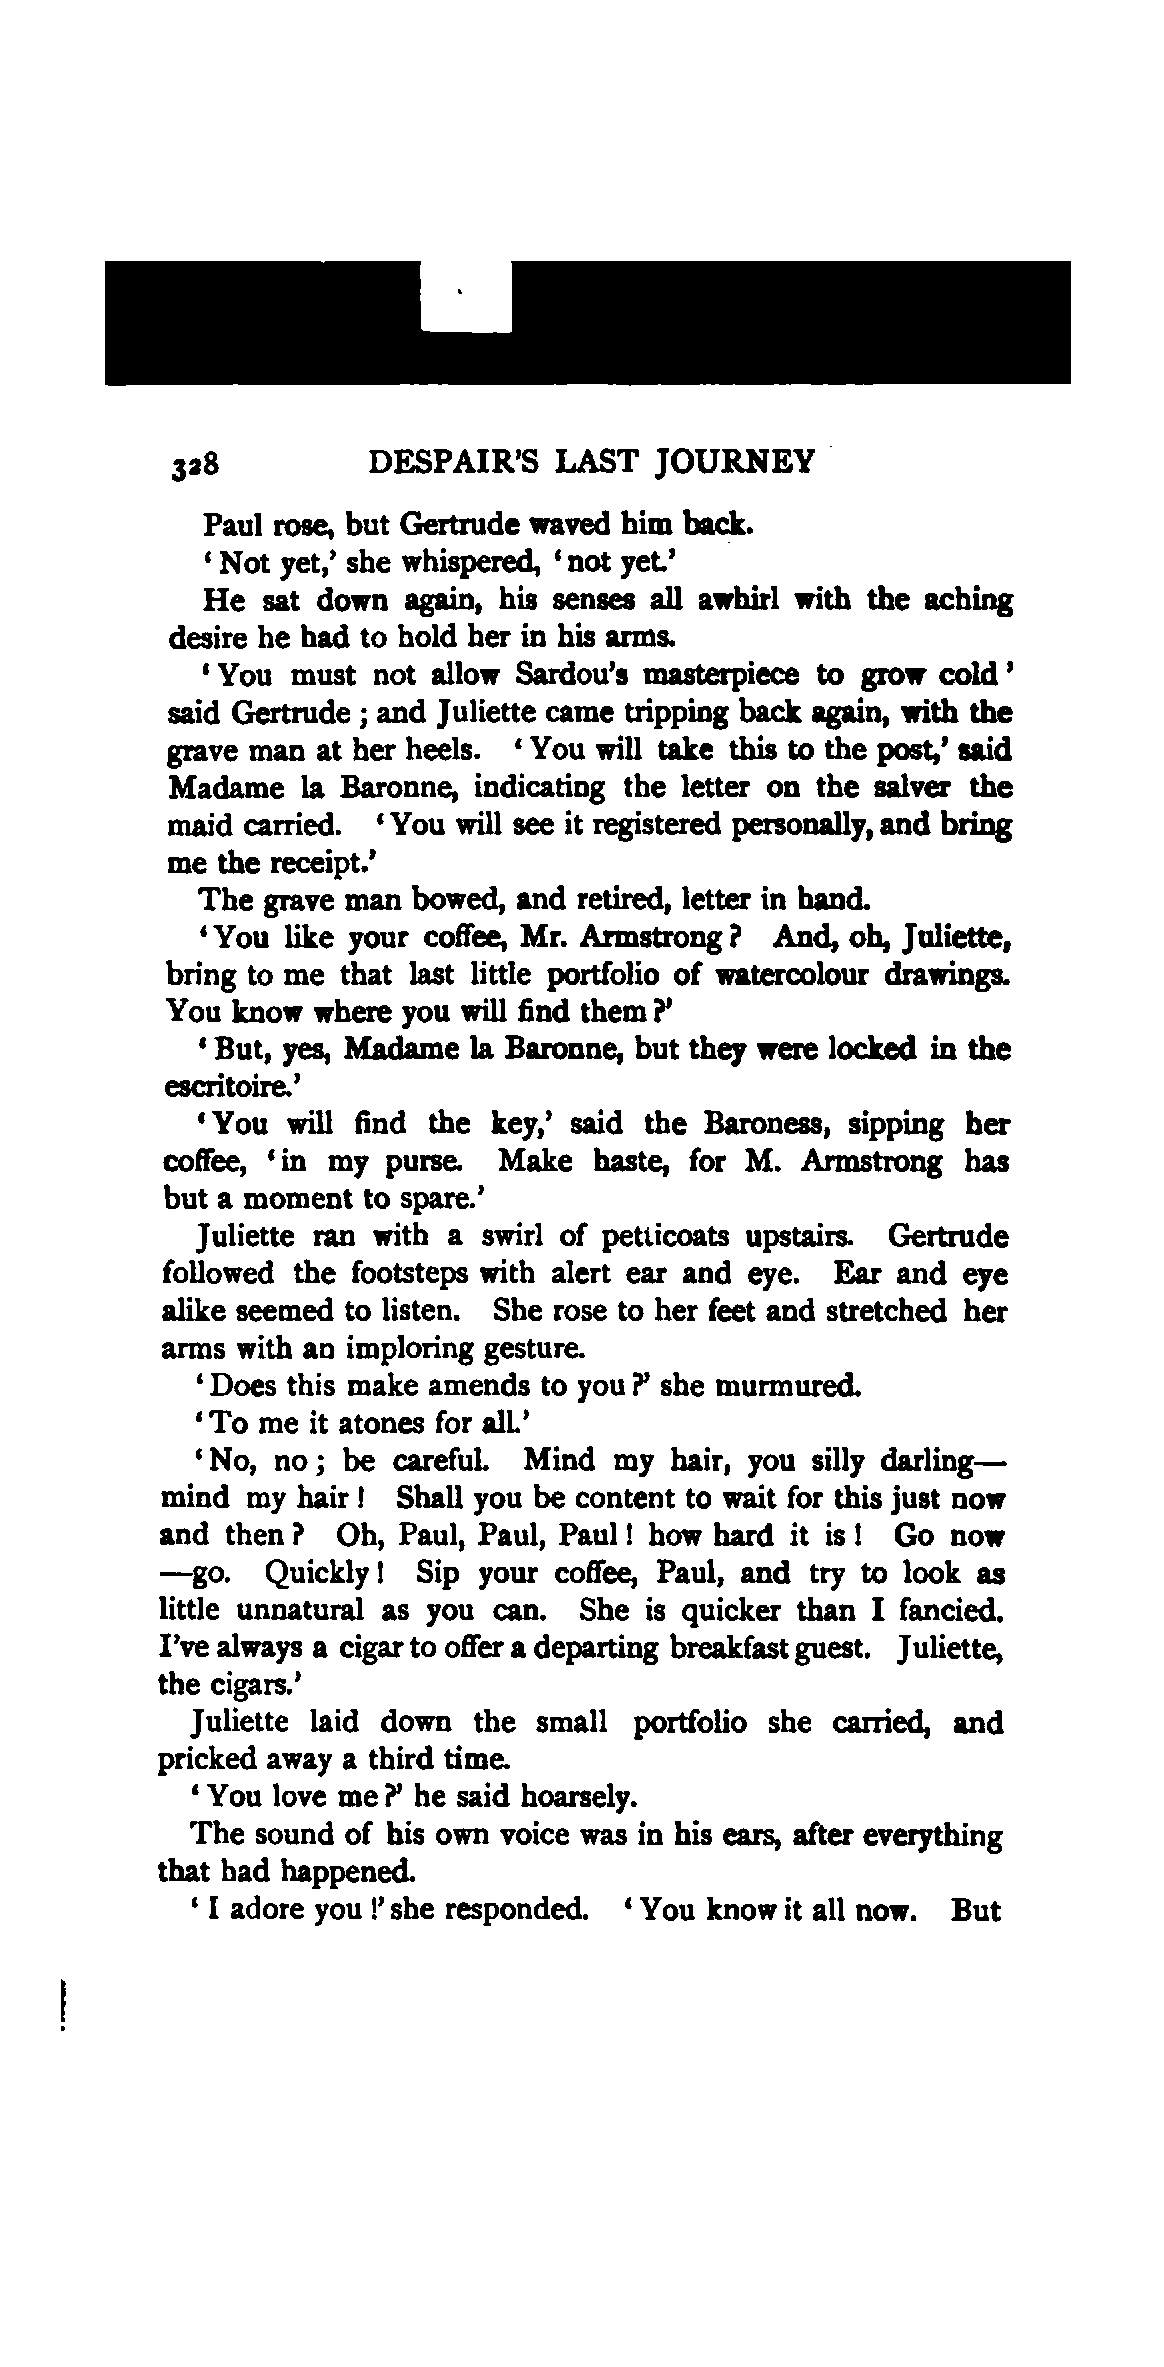 328 DESPAIR'S LAST JOURNEY
Paul rose, but Gertrude waved him back.
‘Not yet,’ she whispered, ‘not yet.’
He sat down again, his senses all awhirl with the aching
desire he had to hold her in his arms.
‘You must not allow Sardou's masterpiece to grow cold’
said Gertrude; and Juliette came tripping back again, with the
grave man at her heels. ‘You will take this to the post,’ said
Madame la Baronne, indicating the letter on the salver the
maid carried. ‘You will see it registered personally, and bring
me the receipt.’
The grave man bowed, and retired, letter in hand.
‘You like your coffee, Mr. Armstrong? And, oh, Juliette,
bring to me that last little portfolio of watercolour drawings.
You know where you will find them?’
‘But, yes, Madame la Baronne, but they were locked in the
escritoire.’
‘You will find the key,’ said the Baroness, sipping her
coffee, ‘in my purse. Make haste, for M. Armstrong has
but a moment to spare.’
Juliette ran with a swirl of petticoats upstairs. Gertrude
followed the footsteps with alert ear and eye. Ear and eye
alike seemed to listen. She rose to her feet and stretched her
arms with an imploring gesture.
‘Does this make amends to you?’ she murmured.
‘To me it atones for all.’
‘No, no; be careful. Mind my hair, you silly darling—
mind my hair! Shall you be content to wait for this just now
and then? Oh, Paul, Paul, Paul! how hard it is! Go now
—go. Quickly! Sip your coffee, Paul, and try to look as
little unnatural as you can. She is quicker than I fancied.
I've always a cigar to offer a departing breakfast guest. Juliette,
the cigars.’
Juliette laid down the small portfolio she carried, and
pricked away a third time.
‘You love me?’ he said hoarsely.
The sound of his own voice was in his ears, after everything
that had happened.
‘I adore you!’ she responded. ‘You know it all now. But